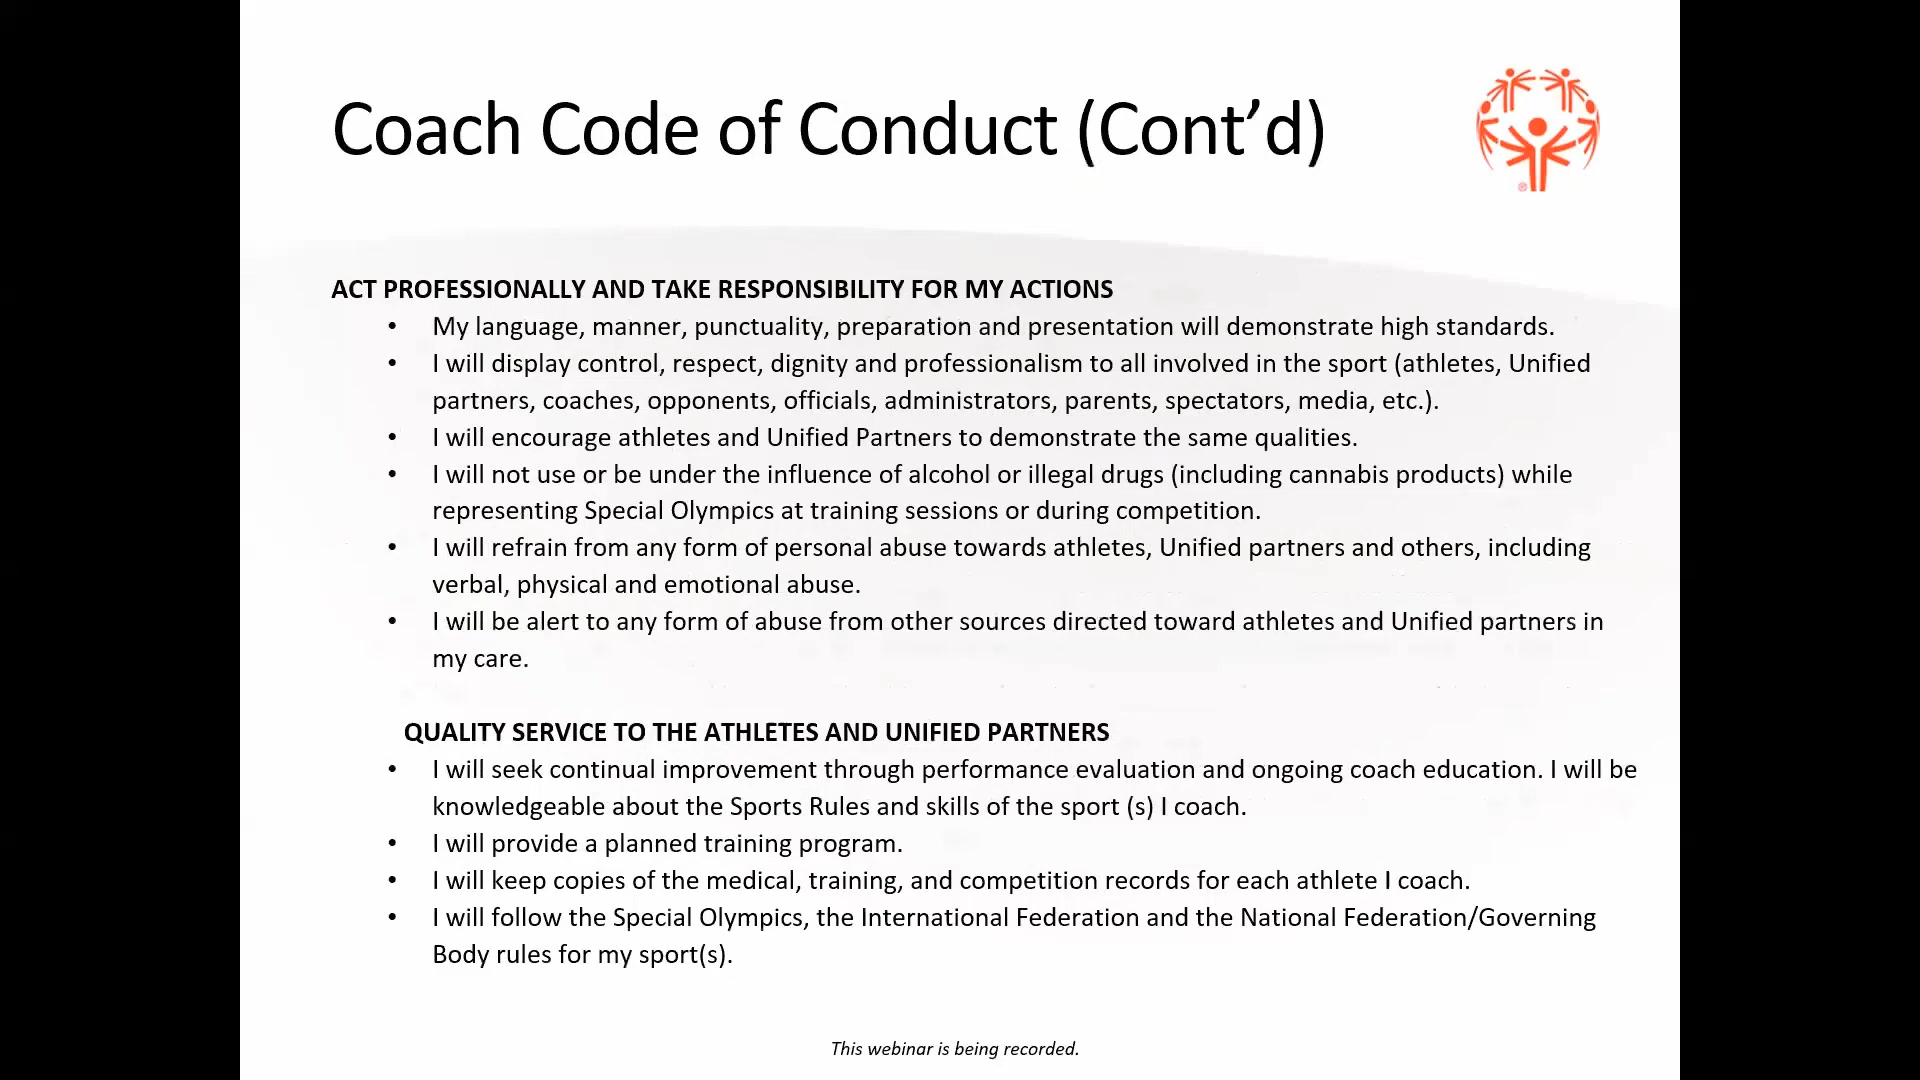 Coach Code of Conduct (Cont’d)
®
ACT PROFESSIONALLY AND TAKE RESPONSIBILITY FOR MY ACTIONS
• My language, manner, punctuality, preparation and presentation will demonstrate high standards.
• I will display control, respect, dignity and professionalism to all involved in the sport (athletes, Unified
partners, coaches, opponents, officials, administrators, parents, spectators, media, etc.).
• I will encourage athletes and Unified Partners to demonstrate the same qualities.
• I will not use or be under the influence of alcohol or illegal drugs (including cannabis products) while
representing Special Olympics at training sessions or during competition.
• I will refrain from any form of personal abuse towards athletes, Unified partners and others, including
verbal, physical and emotional abuse.
• I will be alert to any form of abuse from other sources directed toward athletes and Unified partners in
my care.
QUALITY SERVICE TO THE ATHLETES AND UNIFIED PARTNERS
• I will seek continual improvement through performance evaluation and ongoing coach education. I will be
knowledgeable about the Sports Rules and skills of the sport (s) I coach.
• I will provide a planned training program.
• I will keep copies of the medical, training, and competition records for each athlete I coach.
• I will follow the Special Olympics, the International Federation and the National Federation/Governing
Body rules for my sport(s).
This webinar is being recorded.